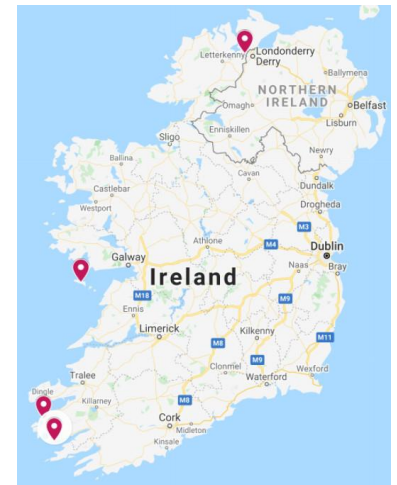 Londonderry
Letterkenny
Derry
Ballymena
NORTHERN
IRELAND
Omagh
Belfast
Lisburn
Enniskillen
Sligo
Newry
Ballina
Cavan
Dundalk
Castlebar
Drogheda
Westport
M3
Athlone
M4
Dublin
Galway
Ireland
Naas
Bray
M18
M9
Ennis
Limerick
Kilkenny
M11
M8
M9
Wexford
Clonmel
Tralee
Waterford
Dingle
Killarney
M8
Cork
Midleton
Kinsale